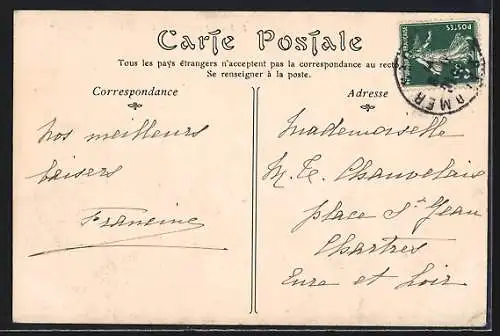 Carte Postale
Tous les pays étrangers n'acceptent pas la correspondance au recto
Se renseigner à la poste.
Correspondance
Adresse
POSTES
Nos meilleurs
baisers
Francine
Mademoiselle
M. T. Chauvelais
place St Jean
Chartres
Eure et Loir